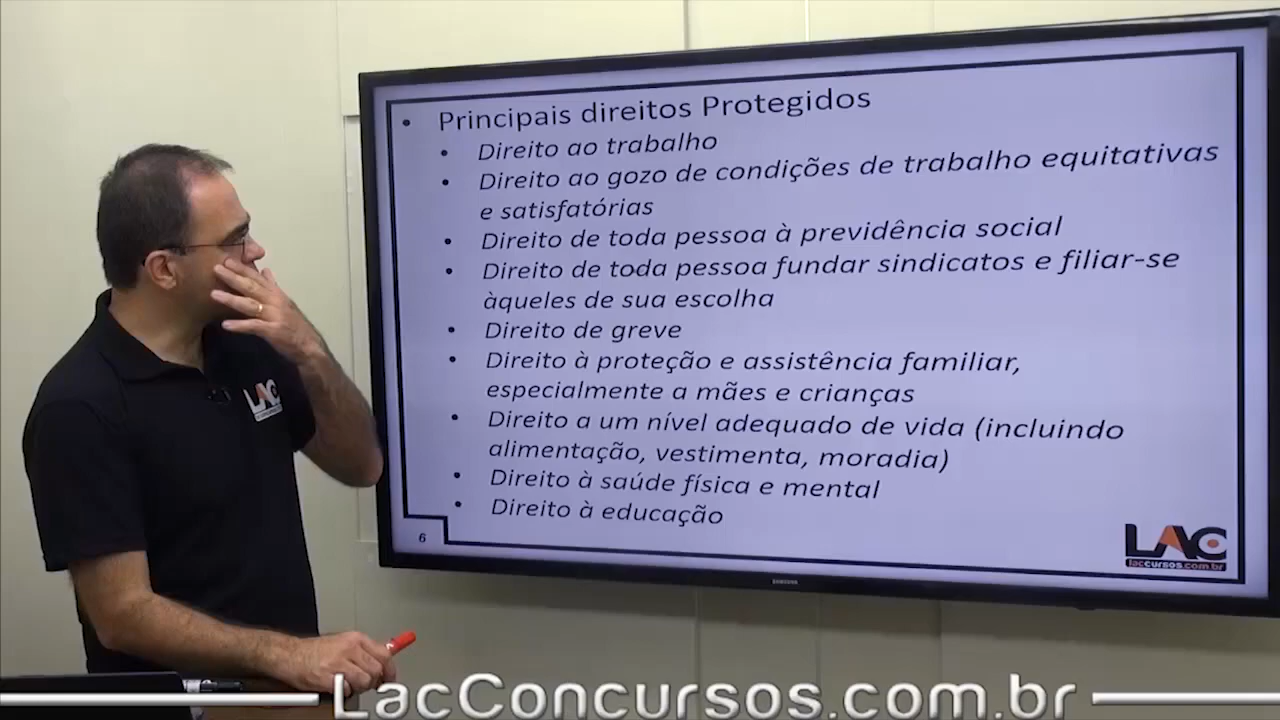 • Principais direitos Protegidos
• Direito ao trabalho
• Direito ao gozo de condições de trabalho equitativas
e satisfatórias
• Direito de toda pessoa à previdência social
• Direito de toda pessoa fundar sindicatos e filiar-se
àqueles de sua escolha
• Direito de greve
• Direito à proteção e assistência familiar,
especialmente a mães e crianças
• Direito a um nível adequado de vida (incluindo
alimentação, vestimenta, moradia)
• Direito à saúde física e mental
• Direito à educação
6
LAC
laccursos.com.br
SAMSUNG
LAC
LacConcursos.com.br